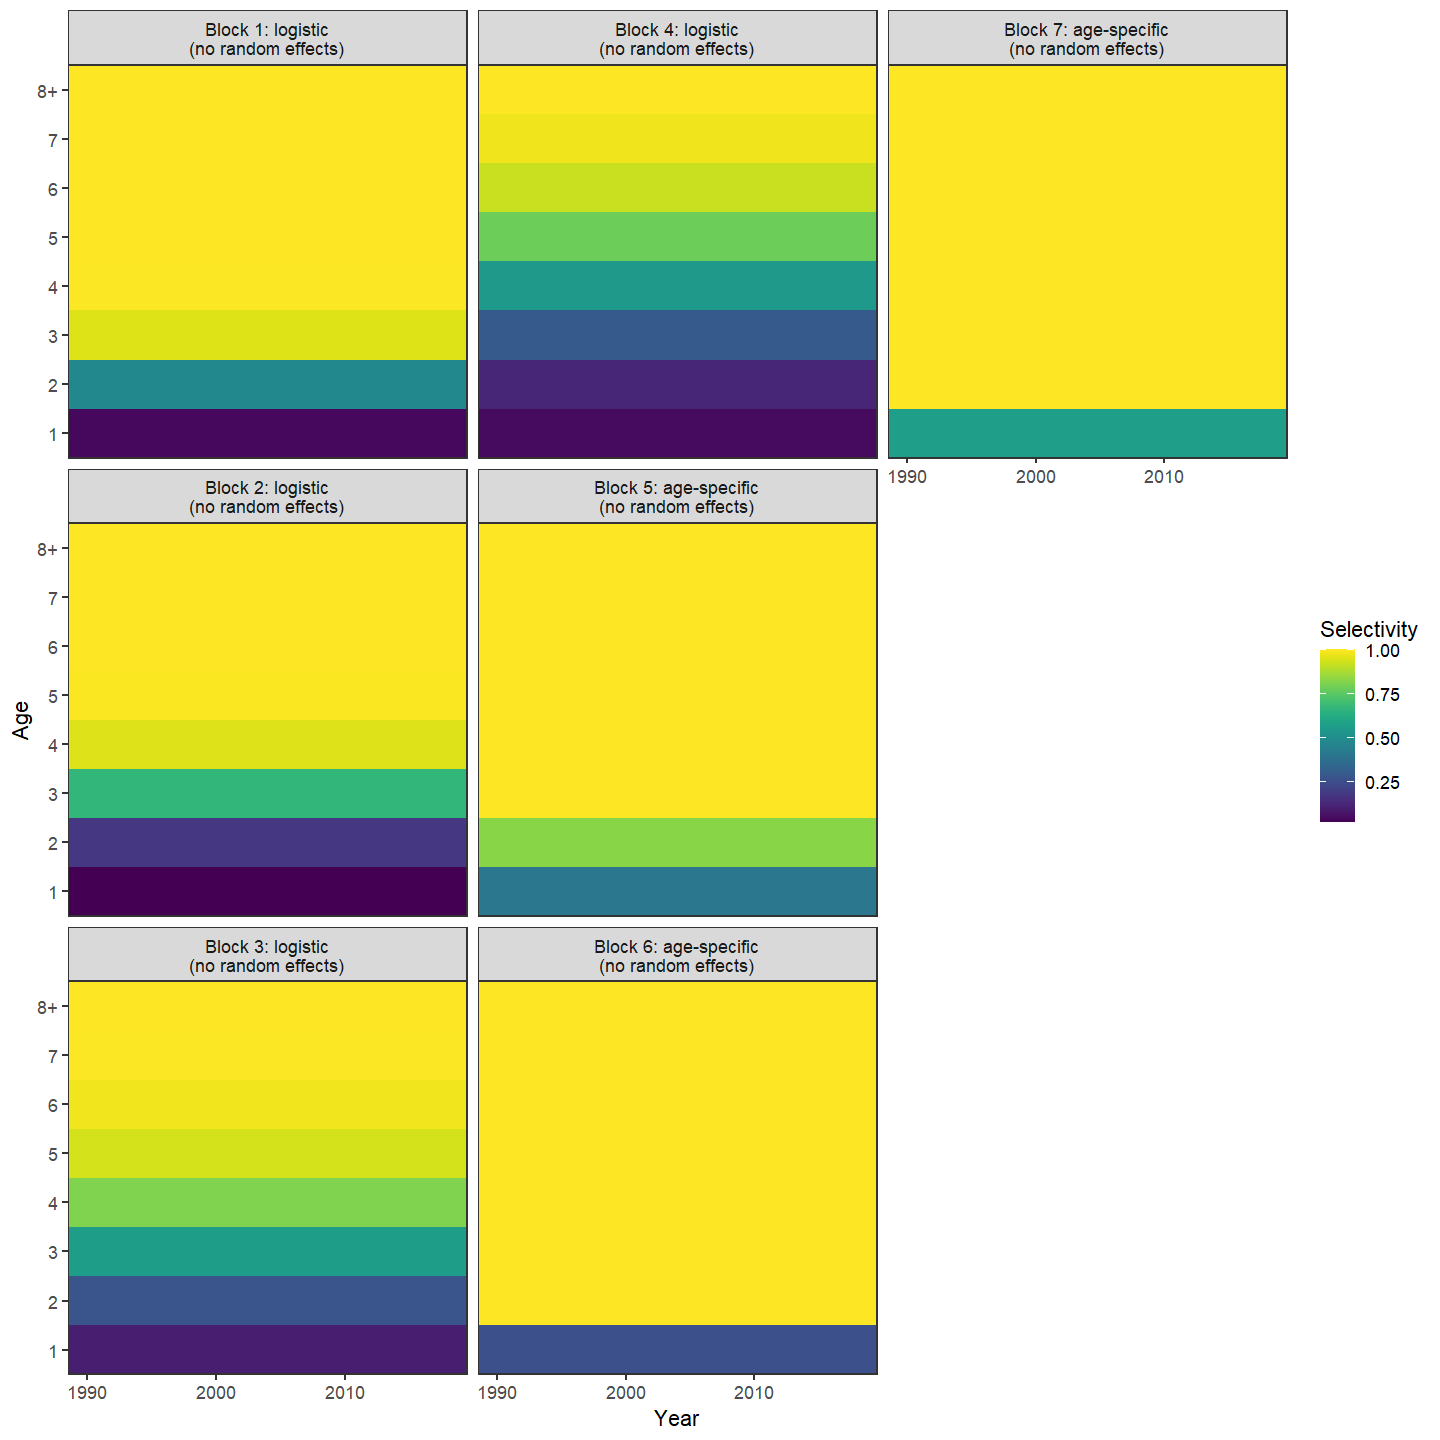 Block 1: logistic
(no random effects)
Block 4: logistic
(no random effects)
Block 7: age-specific
(no random effects)
8+
7
6
5
4
3
2
1
1990 2000 2010
Block 2: logistic
(no random effects)
Block 5: age-specific
(no random effects)
8+
7
6
5
4
3
2
1
Age
Selectivity
1.00
0.75
0.50
0.25
Block 3: logistic
(no random effects)
Block 6: age-specific
(no random effects)
8+
7
6
5
4
3
2
1
1990 2000 2010
1990 2000 2010
Year